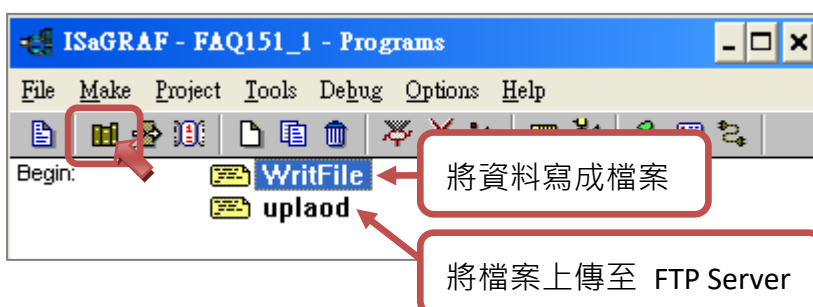 ISaGRAF - FAQ151_1 - Programs
File Make Project Tools Debug Options Help
Begin: WritFile 將資料寫成檔案
uplaod
將檔案上傳至 FTP Server